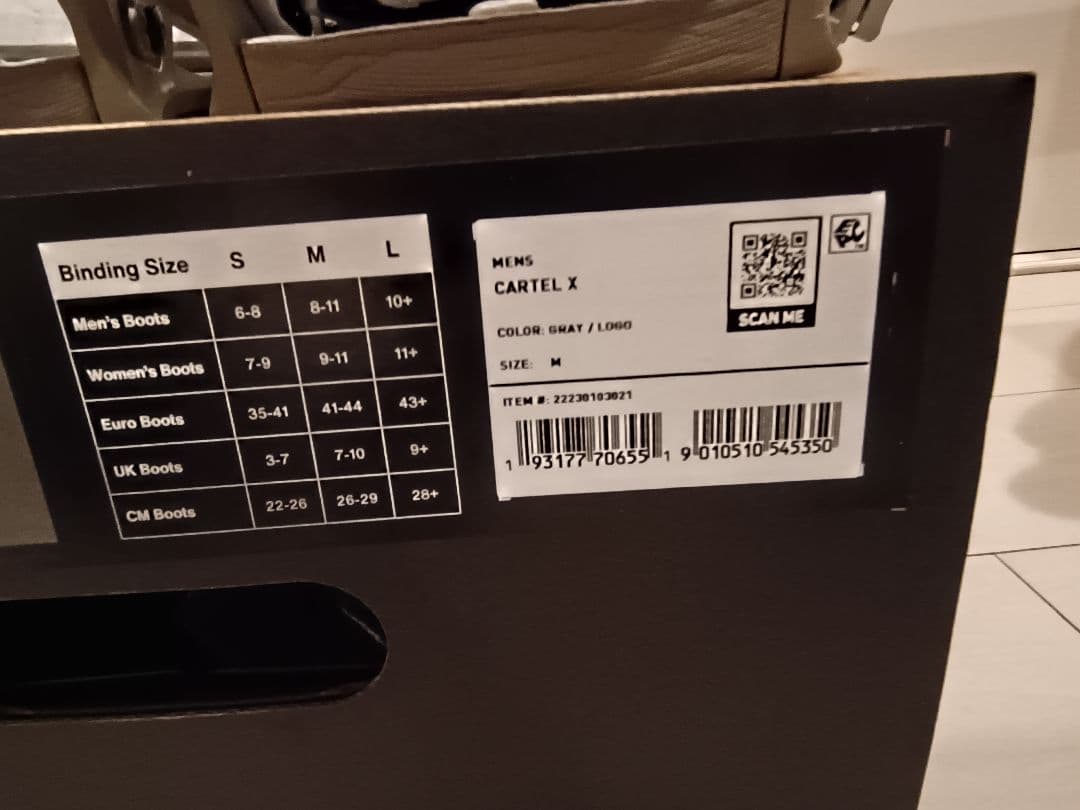 Binding Size S M L
Men's Boots 6-8 8-11 10+
Women's Boots 7-9 9-11 11+
Euro Boots 35-41 41-44 43+
UK Boots 3-7 7-10 9+
CM Boots 22-26 26-29 28+
MENS
CARTEL X
COLOR: GRAY / LOGO
SIZE: M
SCAN ME
ITEM #: 22230103021
1 93177 70655 1
9 010510 545350